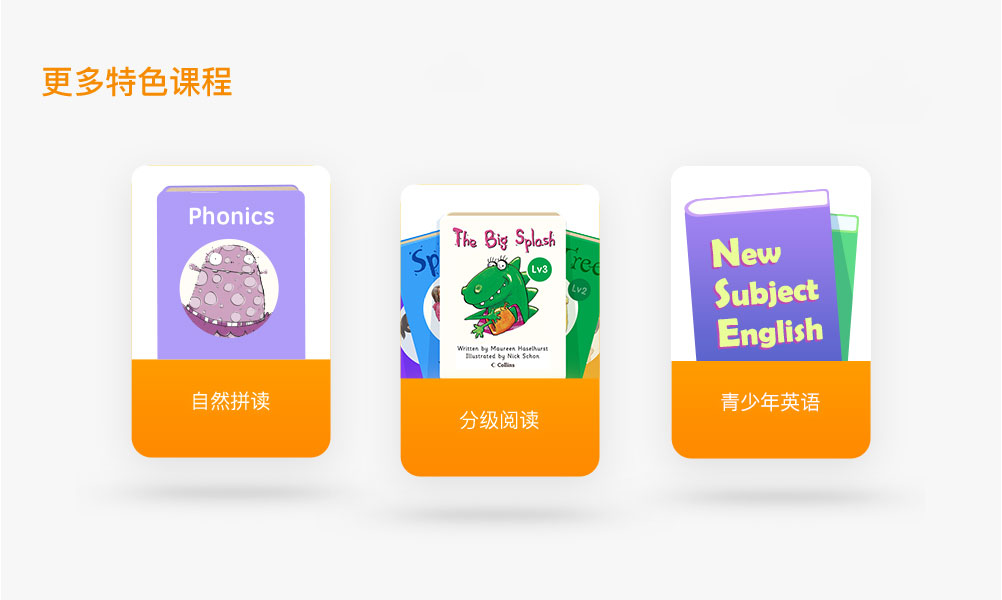 更多特色课程
Phonics
自然拼读
Sp
The Big Splash
Lv3
Tree
Lv2
Written by Maureen Haselhurst
Illustrated by Nick Schon
Collins
分级阅读
New
Subject
English
青少年英语